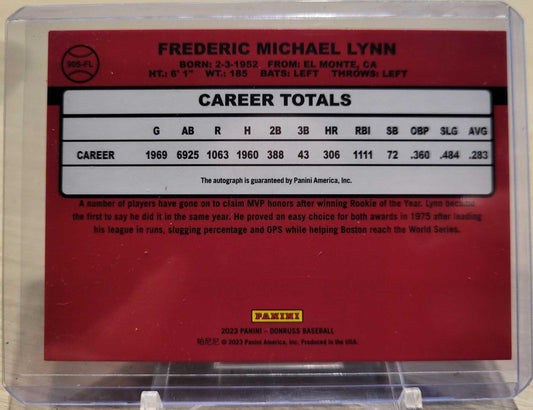 90S-FL
FREDERIC MICHAEL LYNN
BORN: 2-3-1952 FROM: EL MONTE, CA
HT.: 6' 1" WT.: 185 BATS: LEFT THROWS: LEFT
CAREER TOTALS
G AB R H 2B 3B HR RBI SB OBP SLG AVG
CAREER 1969 6925 1063 1960 388 43 306 1111 72 .360 .484 .283
The autograph is guaranteed by Panini America, Inc.
A number of players have gone on to claim MVP honors after winning Rookie of the Year. Lynn became
the first to say he did it in the same year. He proved an easy choice for both awards in 1975 after leading
his league in runs, slugging percentage and GPS while helping Boston reach the World Series.
PANINI
2023 PANINI – DONRUSS BASEBALL
帕尼尼 © 2023 Panini America, Inc. Produced in the USA.